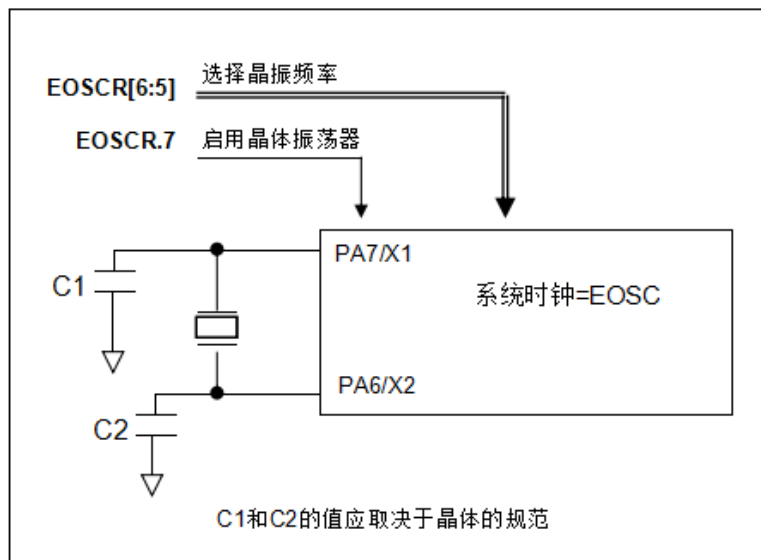 EOSCR[6:5] 选择晶振频率
EOSCR.7 启用晶体振荡器
PA7/X1
C1
系统时钟=EOSC
PA6/X2
C2
C1和C2的值应取决于晶体的规范